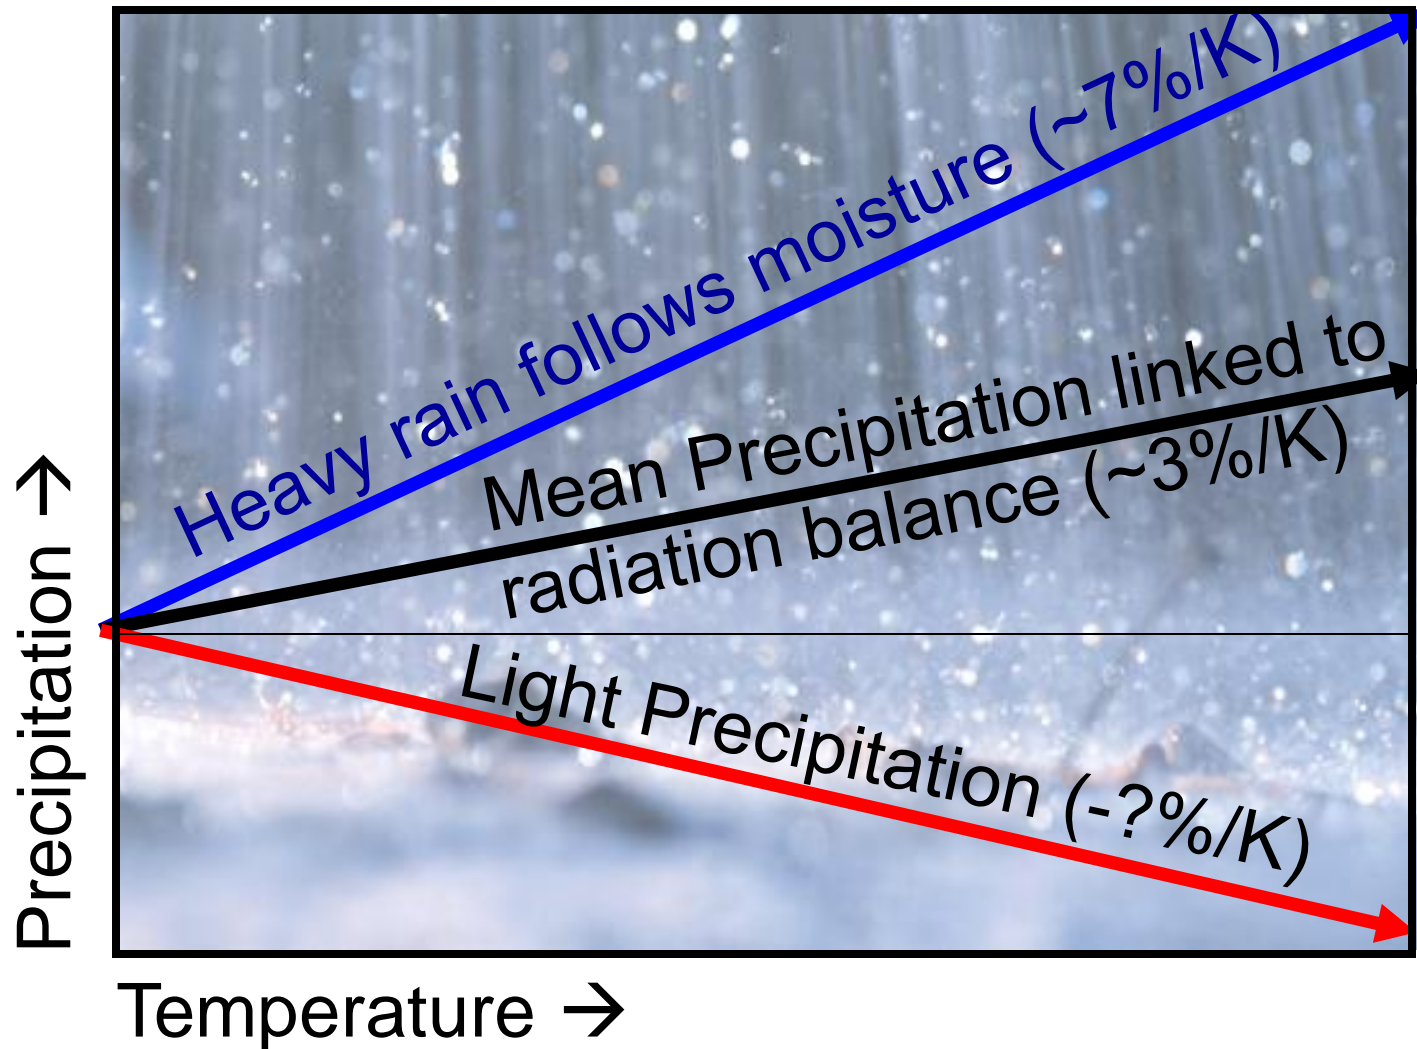 Heavy rain follows moisture (~7%/K)
Mean Precipitation linked to
radiation balance (~3%/K)
Light Precipitation (-?%/K)
Precipitation →
Temperature →